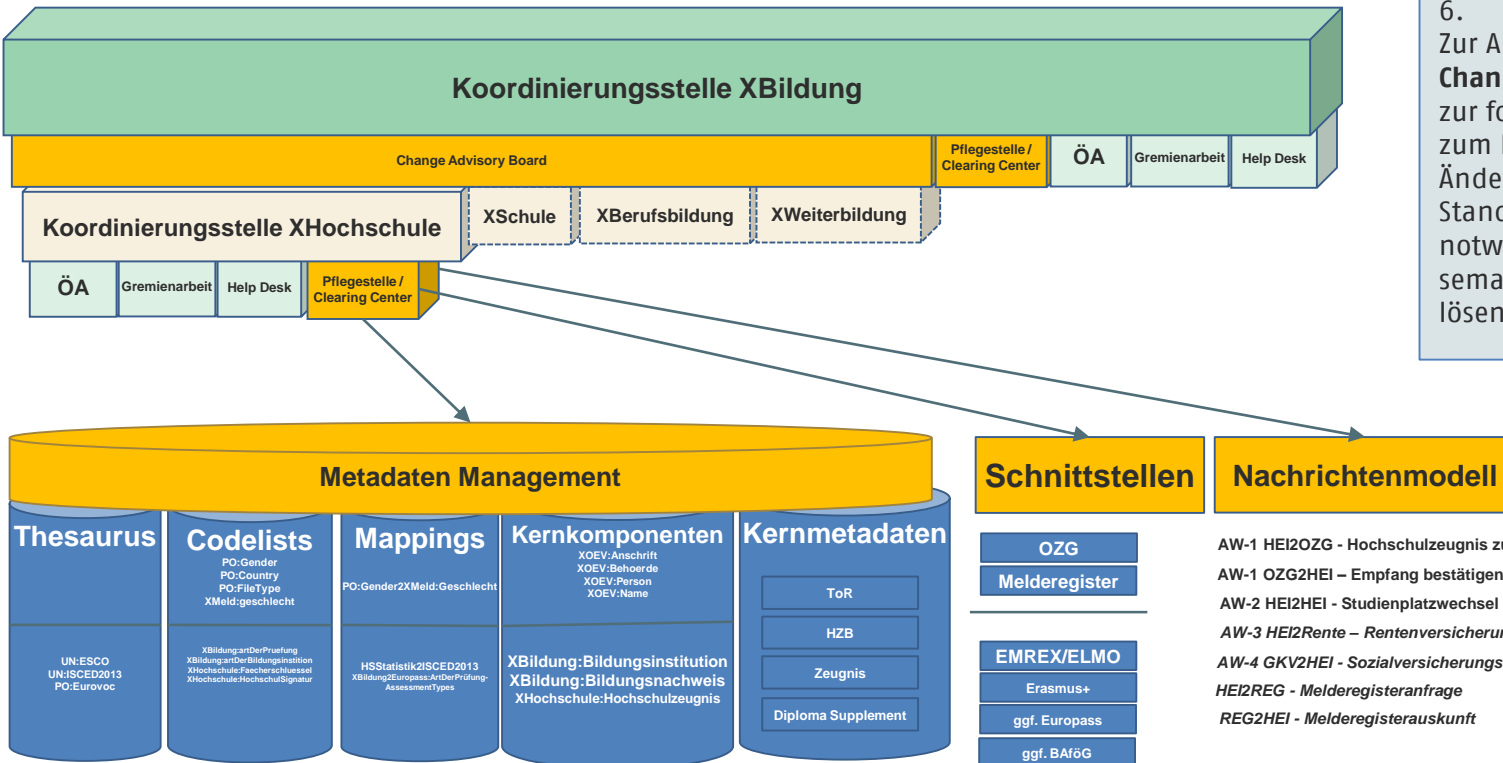 Koordinierungsstelle XBildung
Change Advisory Board
Pflegestelle /
Clearing Center
ÖA
Gremienarbeit
Help Desk
Koordinierungsstelle XHochschule
XSchule
XBerufsbildung
XWeiterbildung
ÖA
Gremienarbeit
Help Desk
Pflegestelle /
Clearing Center
6.
Zur A
Chan
zur fo
zum
Ände
Stand
notw
sema
lösen
Metadaten Management
Thesaurus
UN:ESCO
UN:ISCED2013
PO:Eurovoc
Codelists
PO:Gender
PO:Country
PO:FileType
XMeld:geschlecht
XBildung:artDerPruefung
XBildung:artDerBildungsinstition
XHochschule:Faecherschluessel
XHochschule:HochschulSignatur
Mappings
PO:Gender2XMeld:Geschlecht
HSStatistik2ISCED2013
XBildung2Europass:ArtDerPrüfung-
AssessmentTypes
Kernkomponenten
XOEV:Anschrift
XOEV:Behoerde
XOEV:Person
XOEV:Name
XBildung:Bildungsinstitution
XBildung:Bildungsnachweis
XHochschule:Hochschulzeugnis
Kernmetadaten
ToR
HZB
Zeugnis
Diploma Supplement
Schnittstellen
OZG
Melderegister
EMREX/ELMO
Erasmus+
ggf. Europass
ggf. BAföG
Nachrichtenmodell
AW-1 HEI2OZG - Hochschulzeugnis zu
AW-1 OZG2HEI – Empfang bestätigen
AW-2 HEI2HEI - Studienplatzwechsel
AW-3 HEI2Rente – Rentenversicheru
AW-4 GKV2HEI - Sozialversicherungs
HEI2REG - Melderegisteranfrage
REG2HEI - Melderegisterauskunft